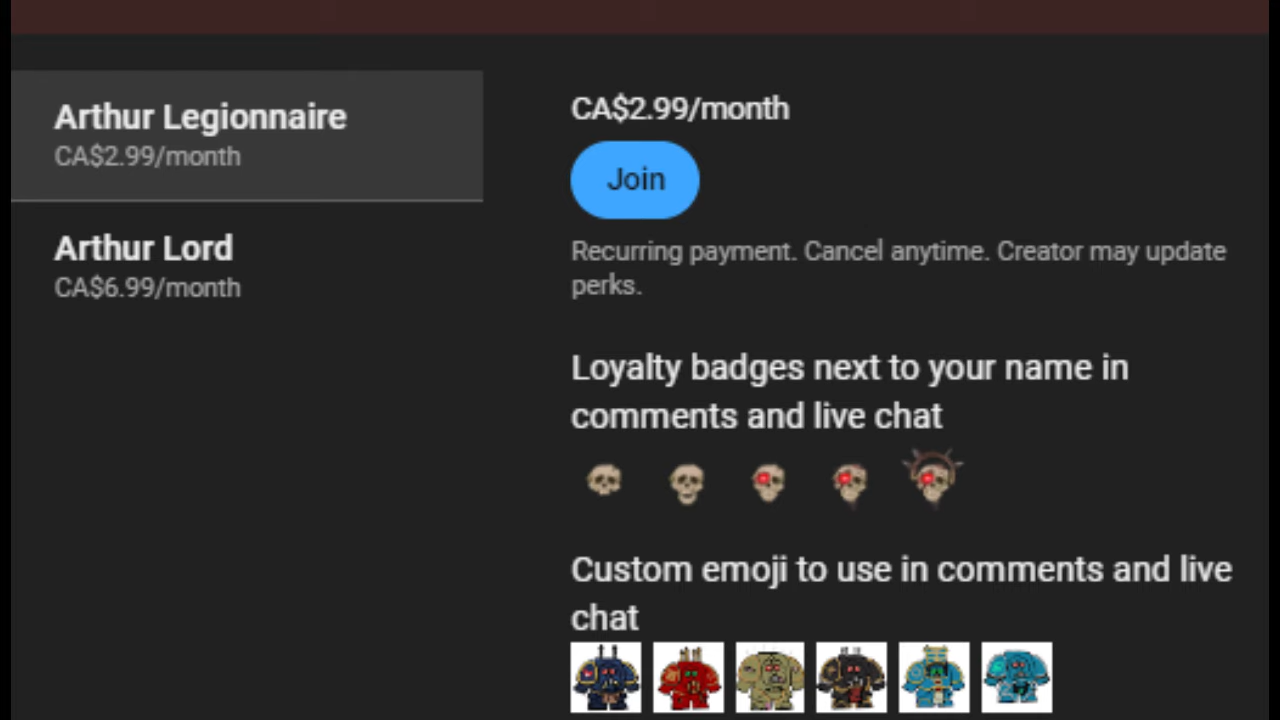 Arthur Legionnaire
CA$2.99/month
Arthur Lord
CA$6.99/month
CA$2.99/month
Join
Recurring payment. Cancel anytime. Creator may update
perks.
Loyalty badges next to your name in
comments and live chat
Custom emoji to use in comments and live
chat